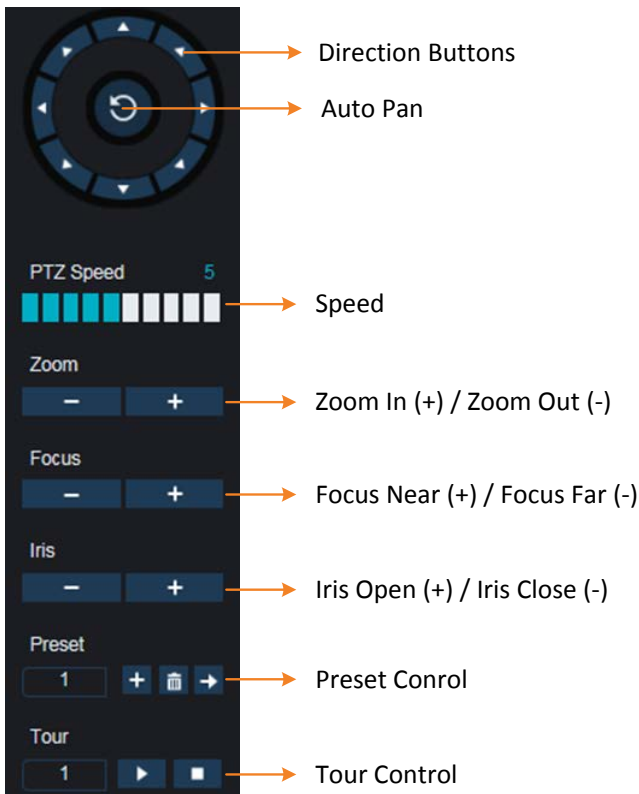 Direction Buttons
Auto Pan
PTZ Speed 5
Speed
Zoom
− +
Zoom In (+) / Zoom Out (-)
Focus
− +
Focus Near (+) / Focus Far (-)
Iris
− +
Iris Open (+) / Iris Close (-)
Preset
1 +
Preset Conrol
Tour
1
Tour Control